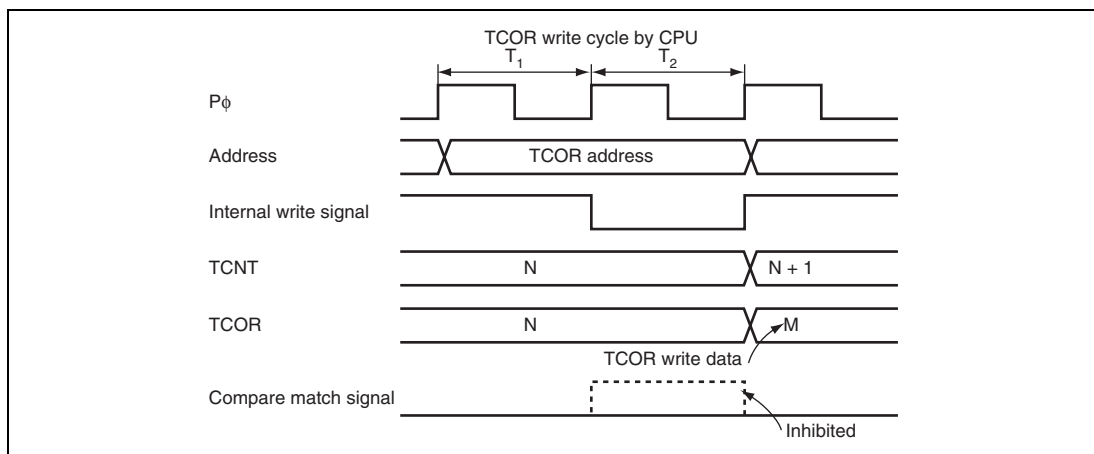 TCOR write cycle by CPU
T1 T2
Pϕ
Address TCOR address
Internal write signal
TCNT N N + 1
TCOR N M
TCOR write data
Compare match signal
Inhibited